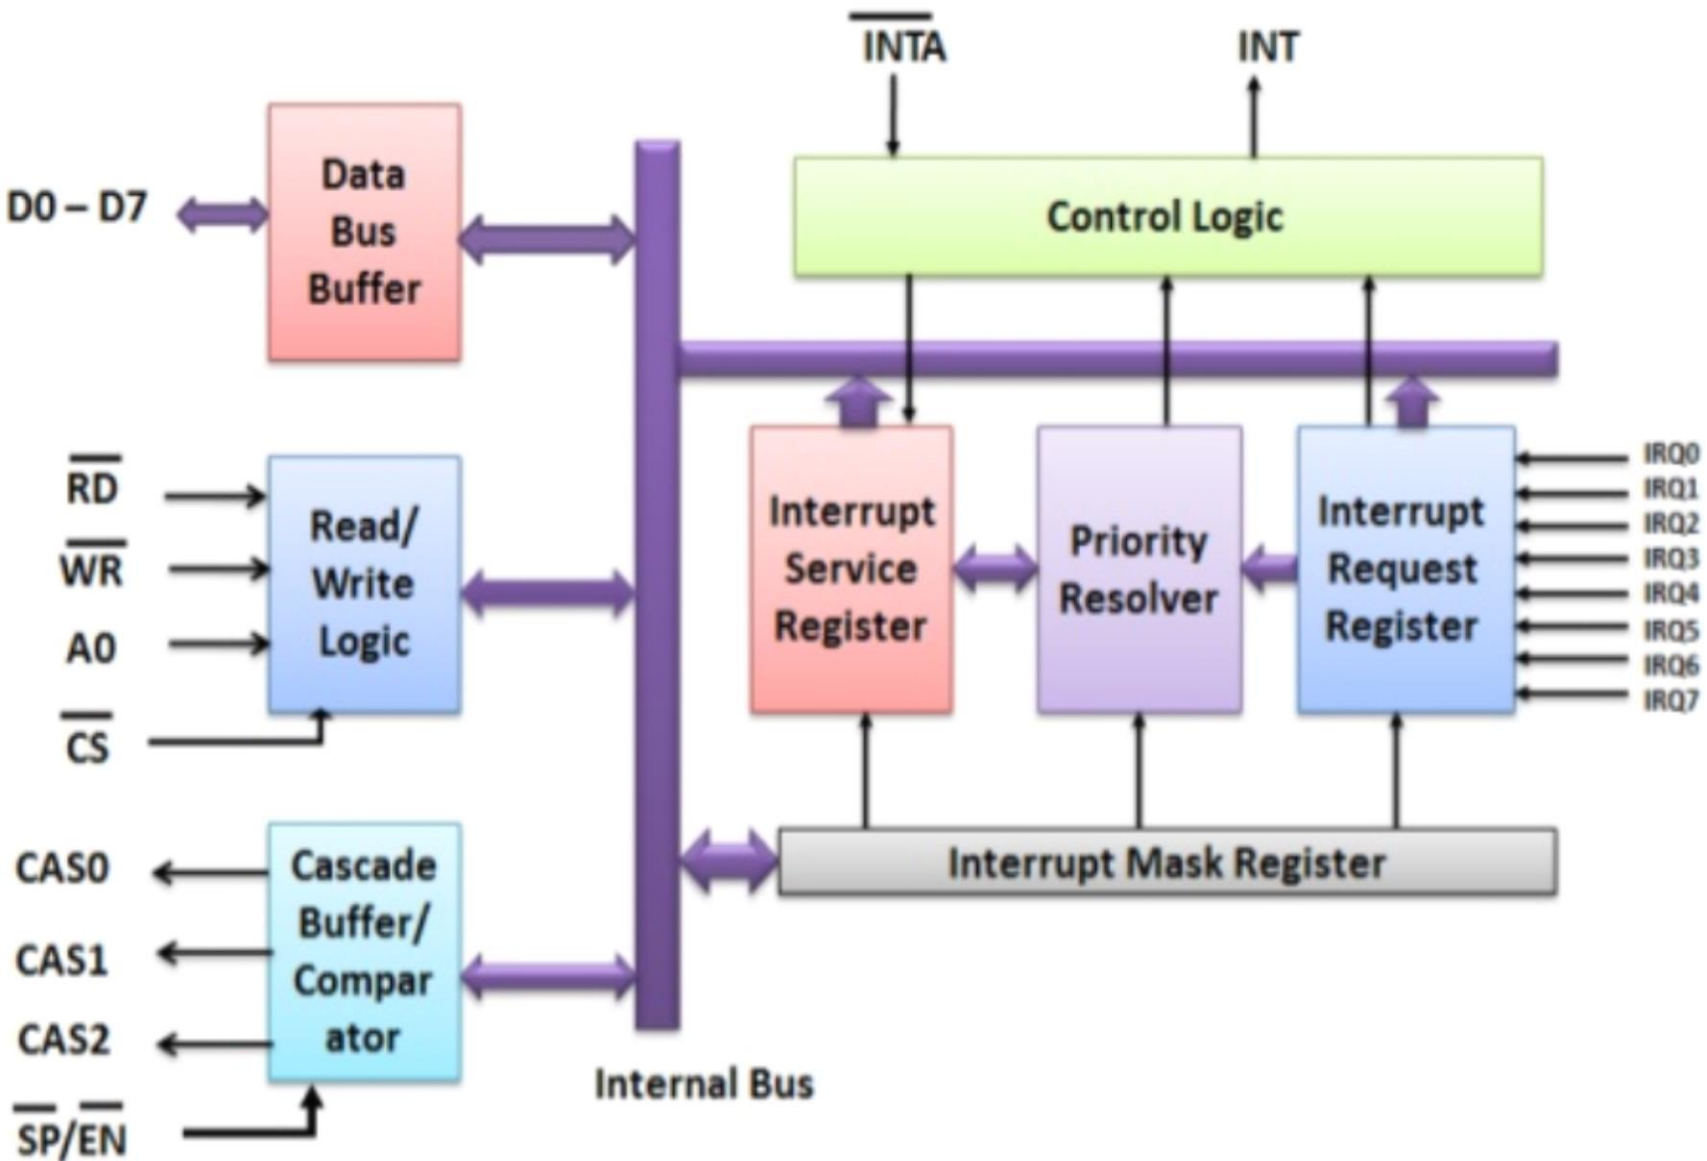 INTA
INT
D0 – D7
Data
Bus
Buffer
Control Logic
RD
WR
A0
CS
Read/
Write
Logic
Interrupt
Service
Register
Priority
Resolver
Interrupt
Request
Register
IRQ0
IRQ1
IRQ2
IRQ3
IRQ4
IRQ5
IRQ6
IRQ7
CAS0
CAS1
CAS2
SP/EN
Cascade
Buffer/
Compar
ator
Interrupt Mask Register
Internal Bus